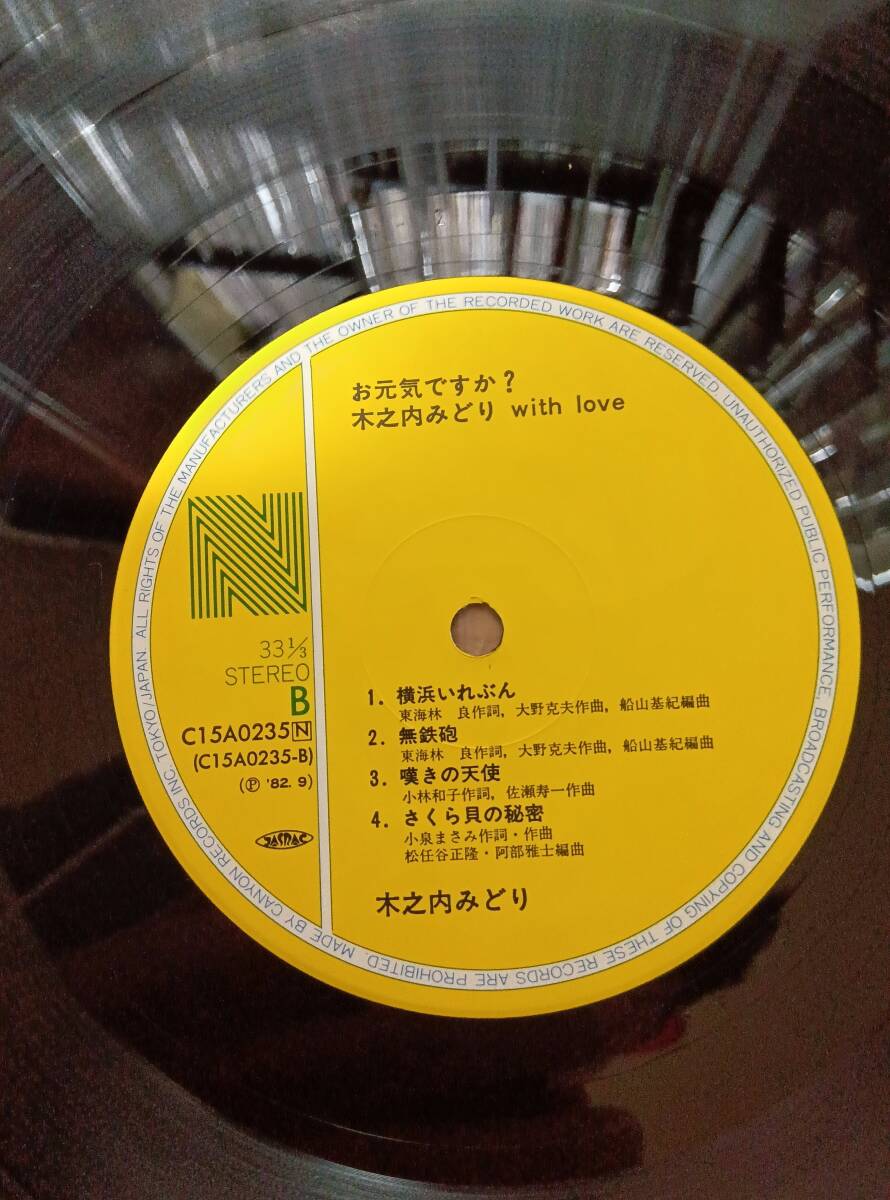 お元気ですか？
木之内みどり with love
N
33 1/3
STEREO
B
C15A0235 N
(C15A0235-B)
(Ⓟ '82. 9)
JASRAC
1. 横浜いれぶん
東海林 良作詞, 大野克夫作曲, 船山基紀編曲
2. 無鉄砲
東海林 良作詞, 大野克夫作曲, 船山基紀編曲
3. 嘆きの天使
小林和子作詞, 佐瀬寿一作曲
4. さくら貝の秘密
小泉まさみ作詞・作曲
松任谷正隆・阿部雅士編曲
木之内みどり
MADE BY CANYON RECORDS INC. TOKYO/JAPAN. ALL RIGHTS OF THE MANUFACTURERS AND THE OWNER OF THE RECORDED WORK ARE RESERVED. UNAUTHORIZED PUBLIC PERFORMANCE, BROADCASTING AND COPYING OF THESE RECORDS ARE PROHIBITED.